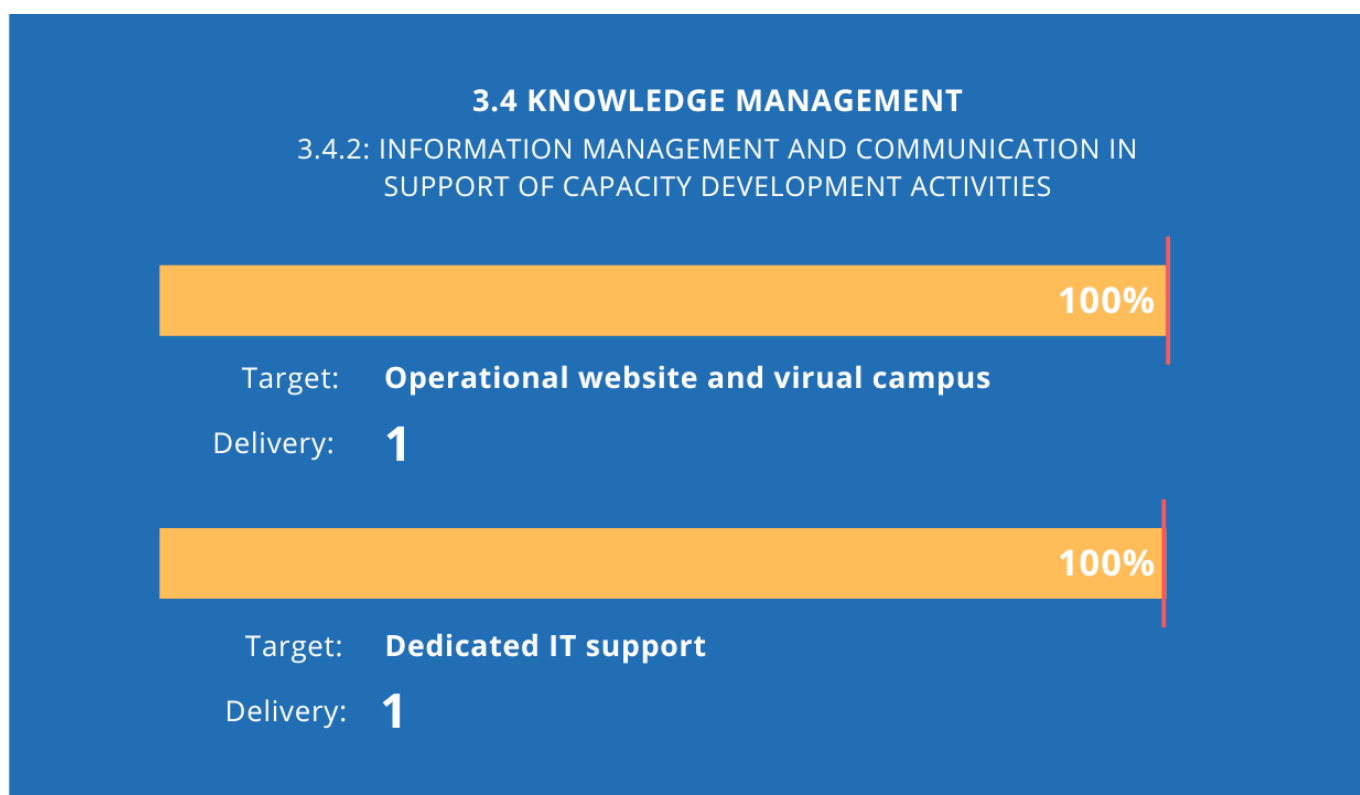 3.4 KNOWLEDGE MANAGEMENT
3.4.2: INFORMATION MANAGEMENT AND COMMUNICATION IN
SUPPORT OF CAPACITY DEVELOPMENT ACTIVITIES
100%
Target: Operational website and virual campus
Delivery: 1
100%
Target: Dedicated IT support
Delivery: 1